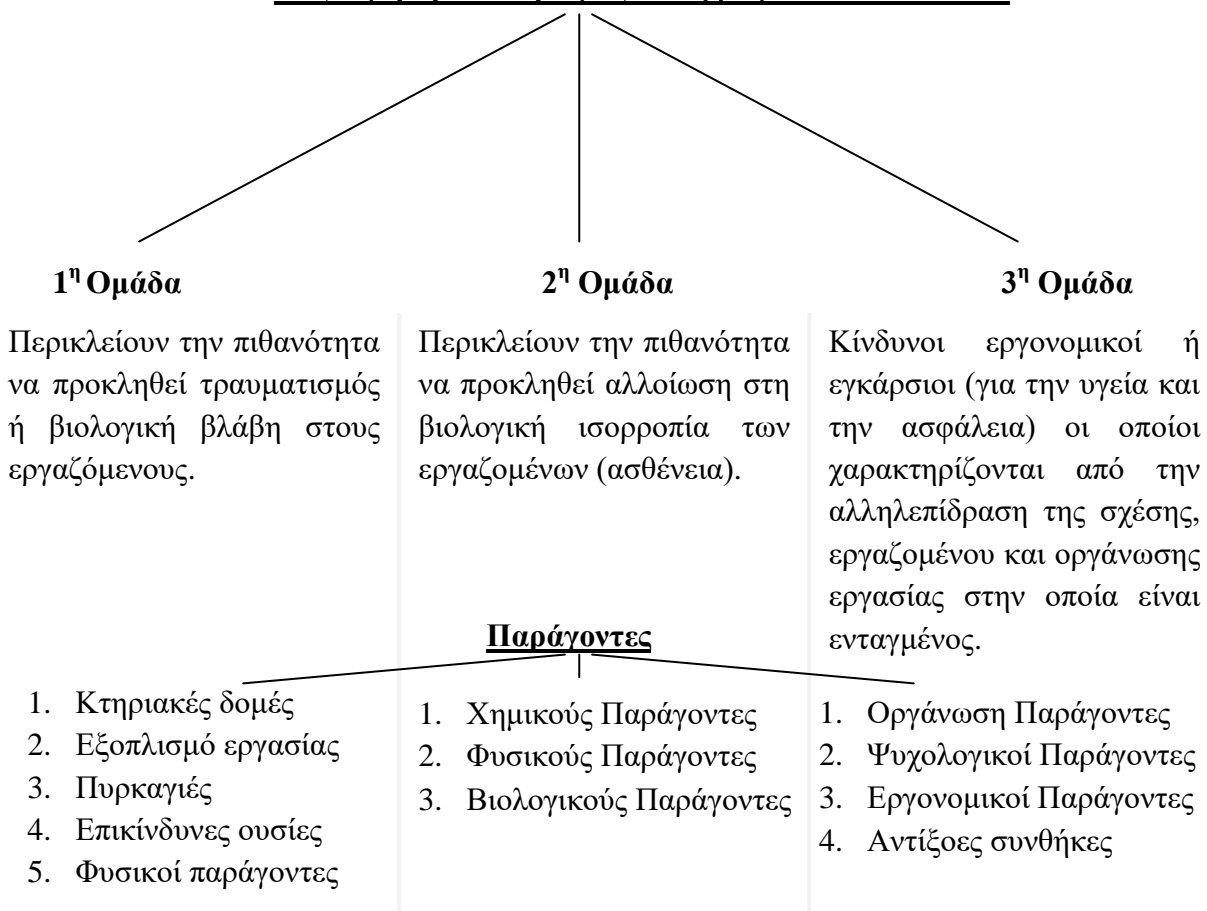 1η Ομάδα
2η Ομάδα
3η Ομάδα
Περικλείουν την πιθανότητα
να προκληθεί τραυματισμός
ή βιολογική βλάβη στους
εργαζόμενους.
Περικλείουν την πιθανότητα
να προκληθεί αλλοίωση στη
βιολογική ισορροπία των
εργαζομένων (ασθένεια).
Κίνδυνοι εργονομικοί ή
εγκάρσιοι (για την υγεία και
την ασφάλεια) οι οποίοι
χαρακτηρίζονται από την
αλληλεπίδραση της σχέσης,
εργαζομένου και οργάνωσης
εργασίας στην οποία είναι
ενταγμένος.
Παράγοντες
1. Κτηριακές δομές
2. Εξοπλισμό εργασίας
3. Πυρκαγιές
4. Επικίνδυνες ουσίες
5. Φυσικοί παράγοντες
1. Χημικούς Παράγοντες
2. Φυσικούς Παράγοντες
3. Βιολογικούς Παράγοντες
1. Οργάνωση Παράγοντες
2. Ψυχολογικοί Παράγοντες
3. Εργονομικοί Παράγοντες
4. Αντίξοες συνθήκες